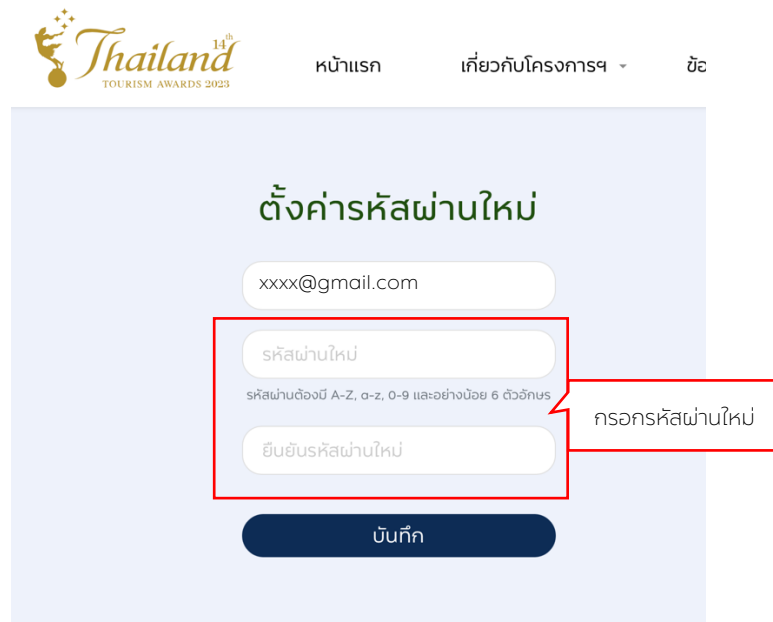 14th
Thailand
TOURISM AWARDS 2023
หน้าแรก
เกี่ยวกับโครงการฯ
ข้อ
ตั้งค่ารหัสผ่านใหม่
xxxx@gmail.com
รหัสผ่านใหม่
รหัสผ่านต้องมี A-Z, a-z, 0-9 และอย่างน้อย 6 ตัวอักษร
กรอกรหัสผ่านใหม่
ยืนยันรหัสผ่านใหม่
บันทึก